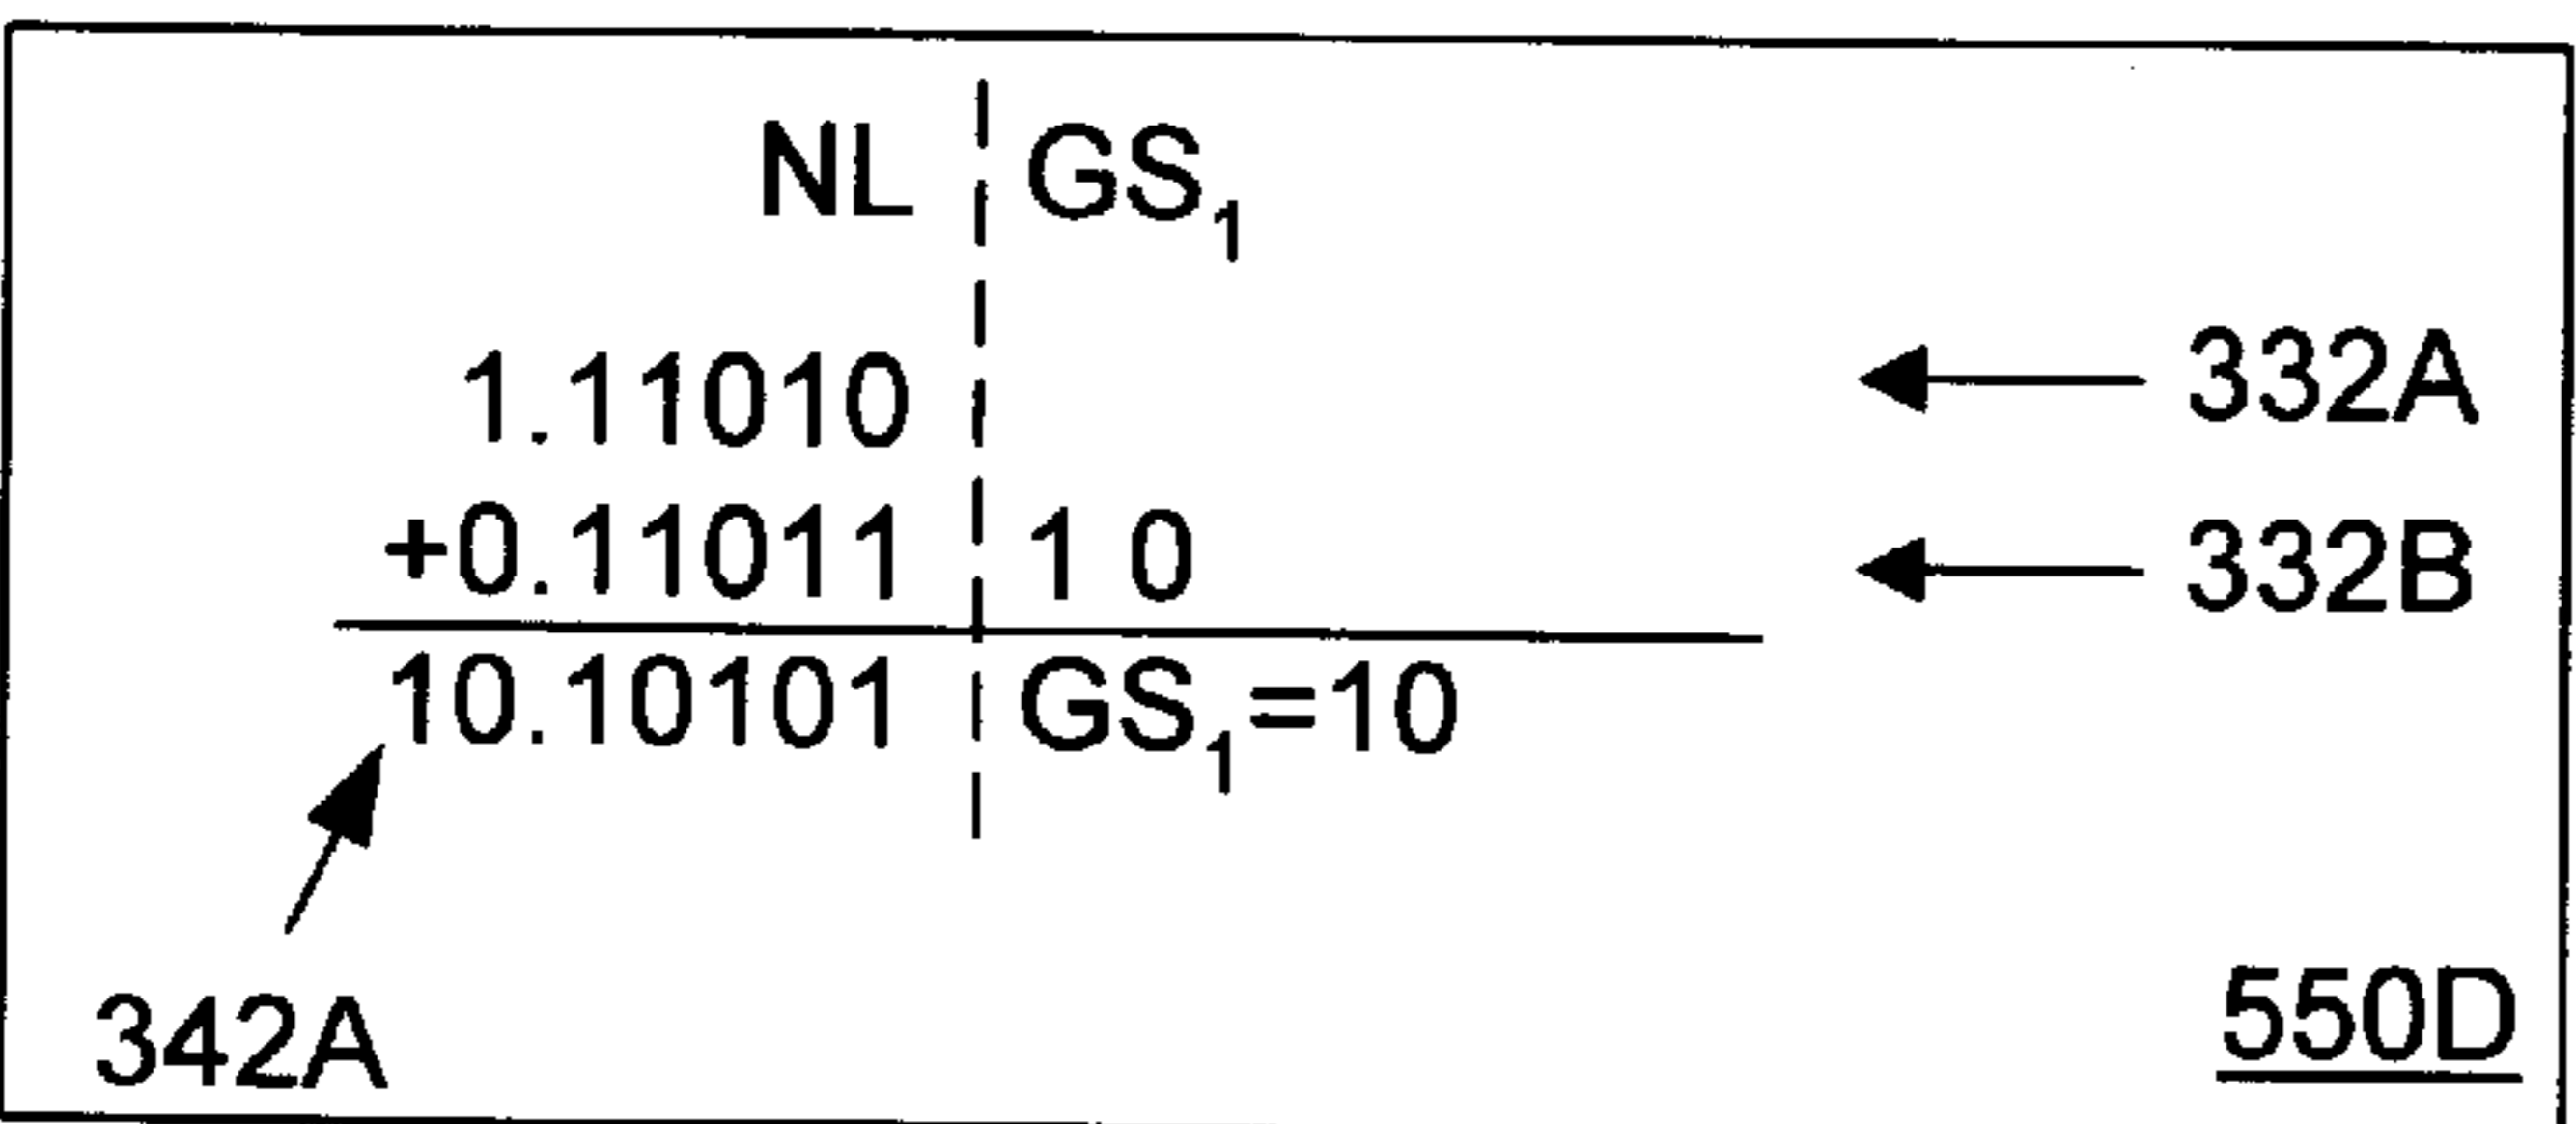 NL GS₁
1.11010 332A
+0.11011 1 0 332B
10.10101 GS₁=10
342A 550D